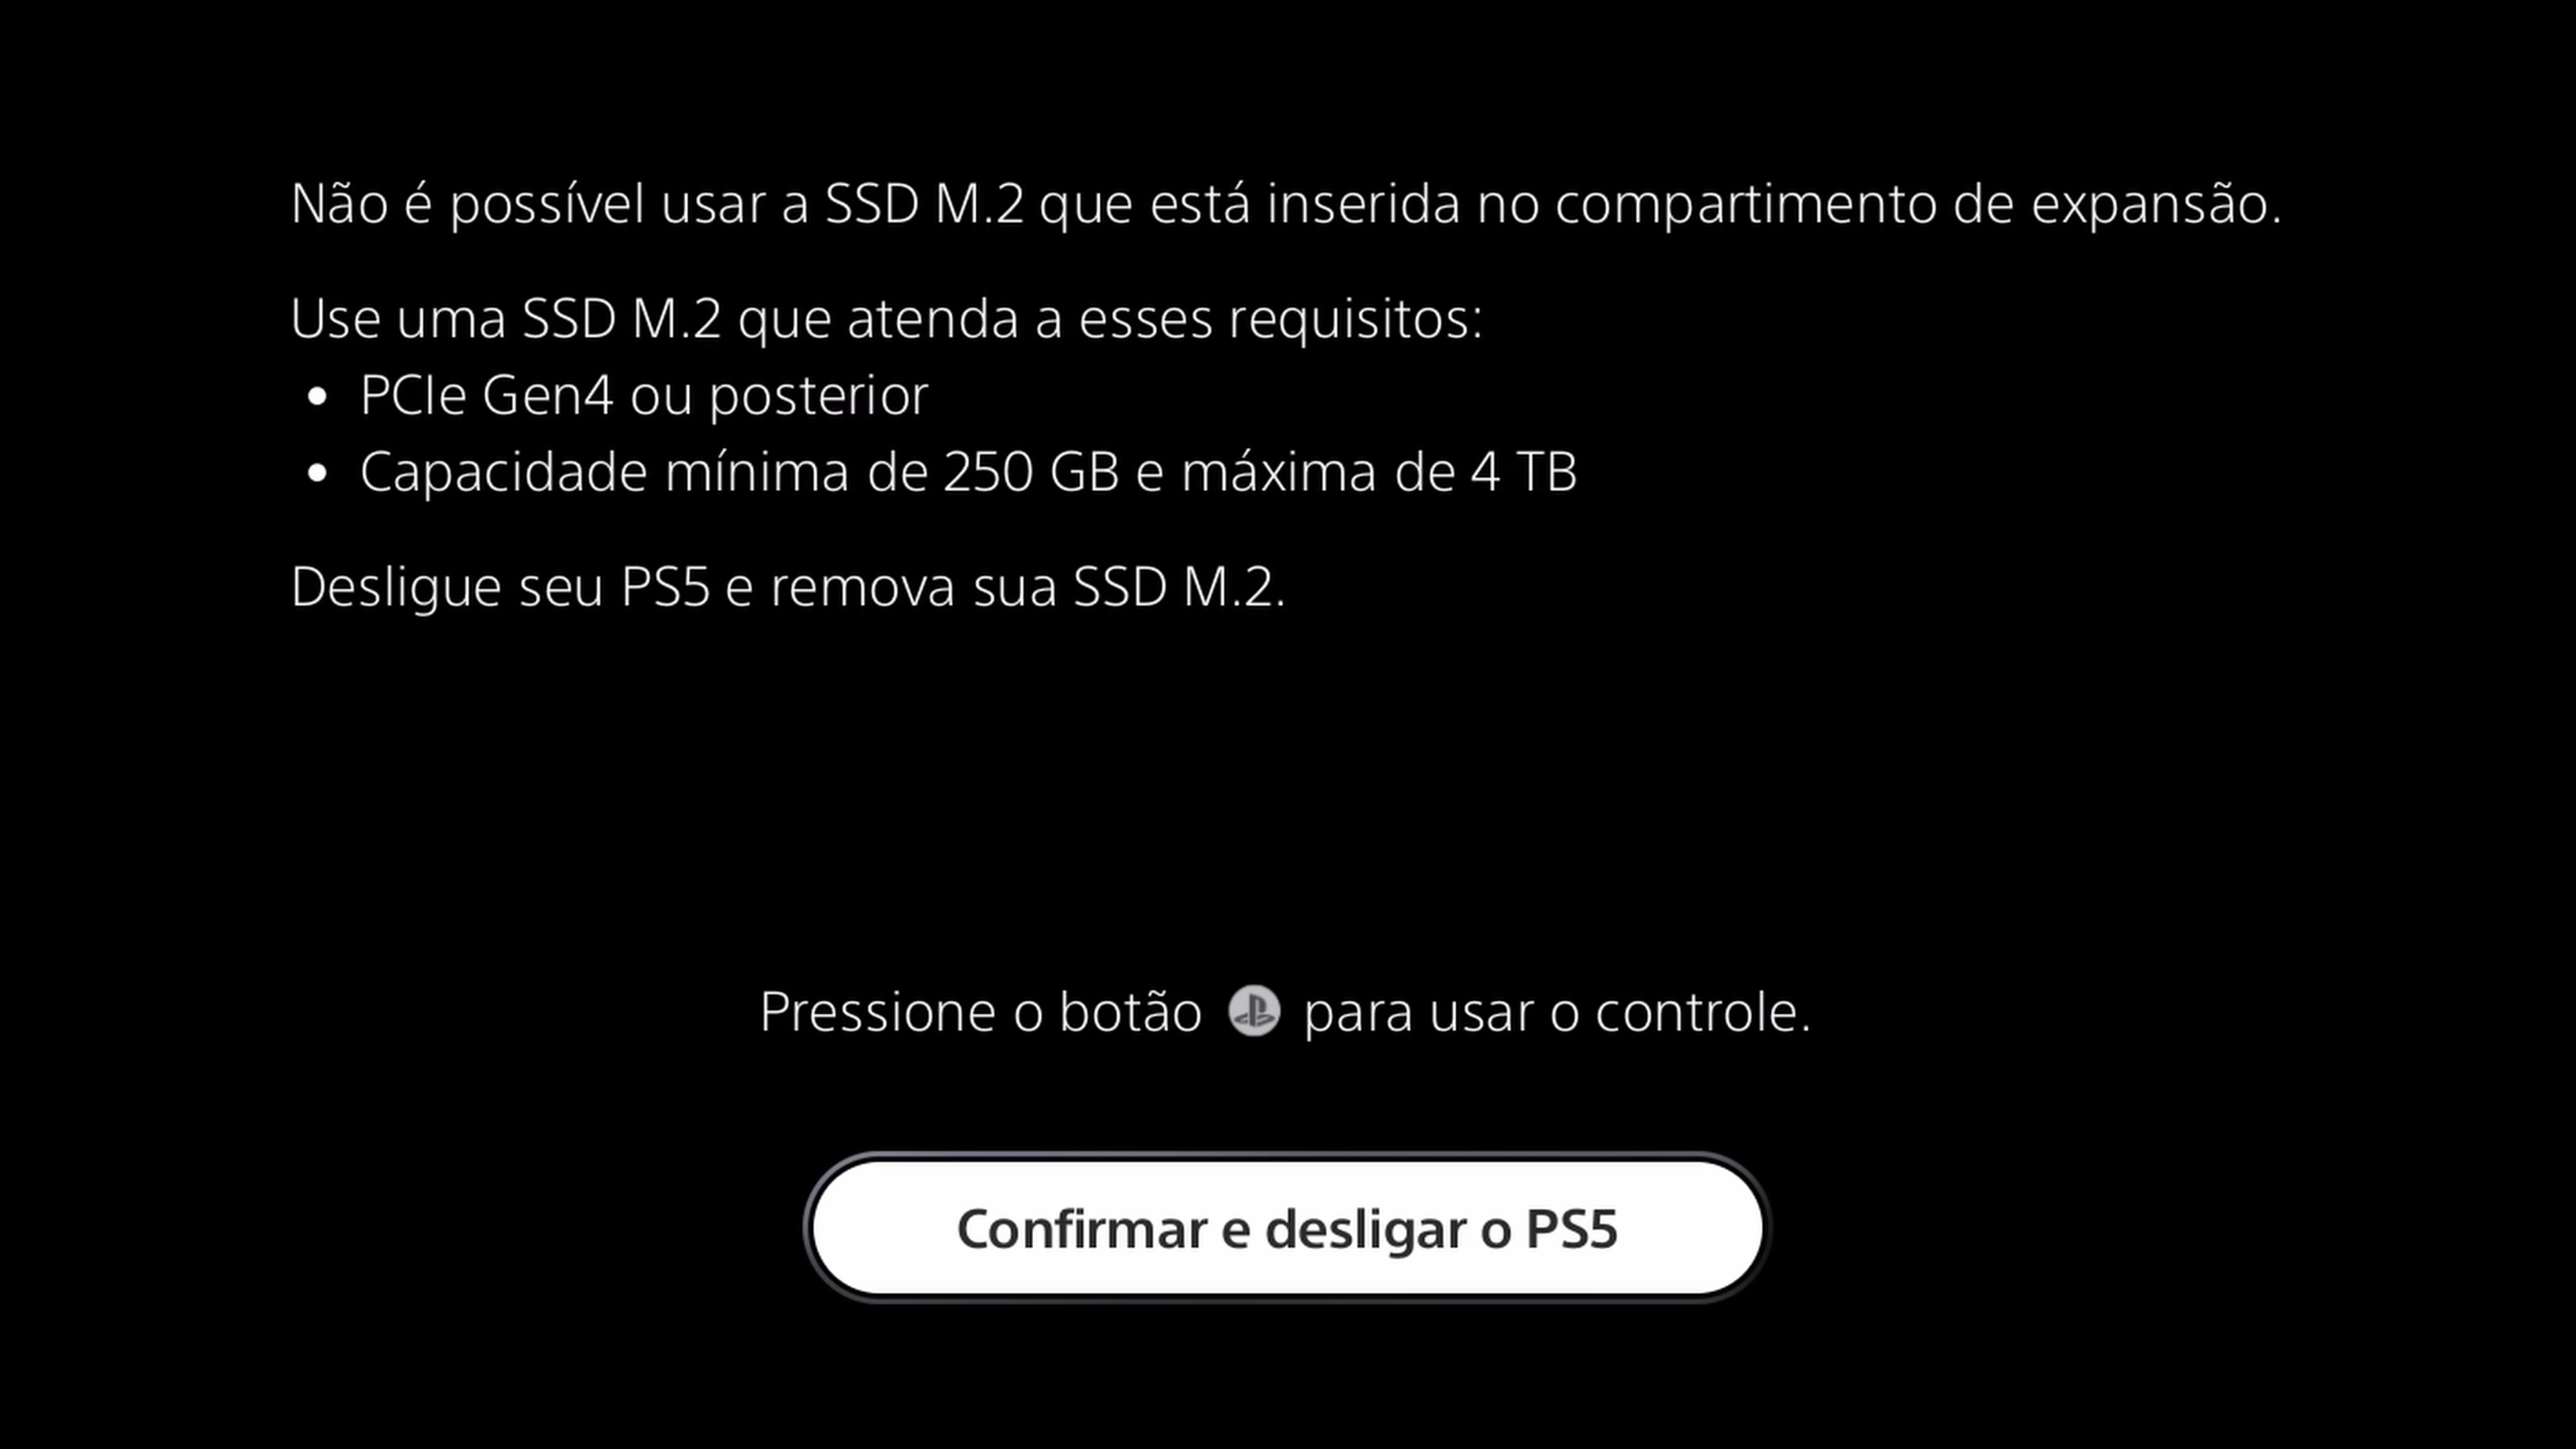 Não é possível usar a SSD M.2 que está inserida no compartimento de expansão.
Use uma SSD M.2 que atenda a esses requisitos:
• PCIe Gen4 ou posterior
• Capacidade mínima de 250 GB e máxima de 4 TB
Desligue seu PS5 e remova sua SSD M.2.
Pressione o botão para usar o controle.
Confirmar e desligar o PS5